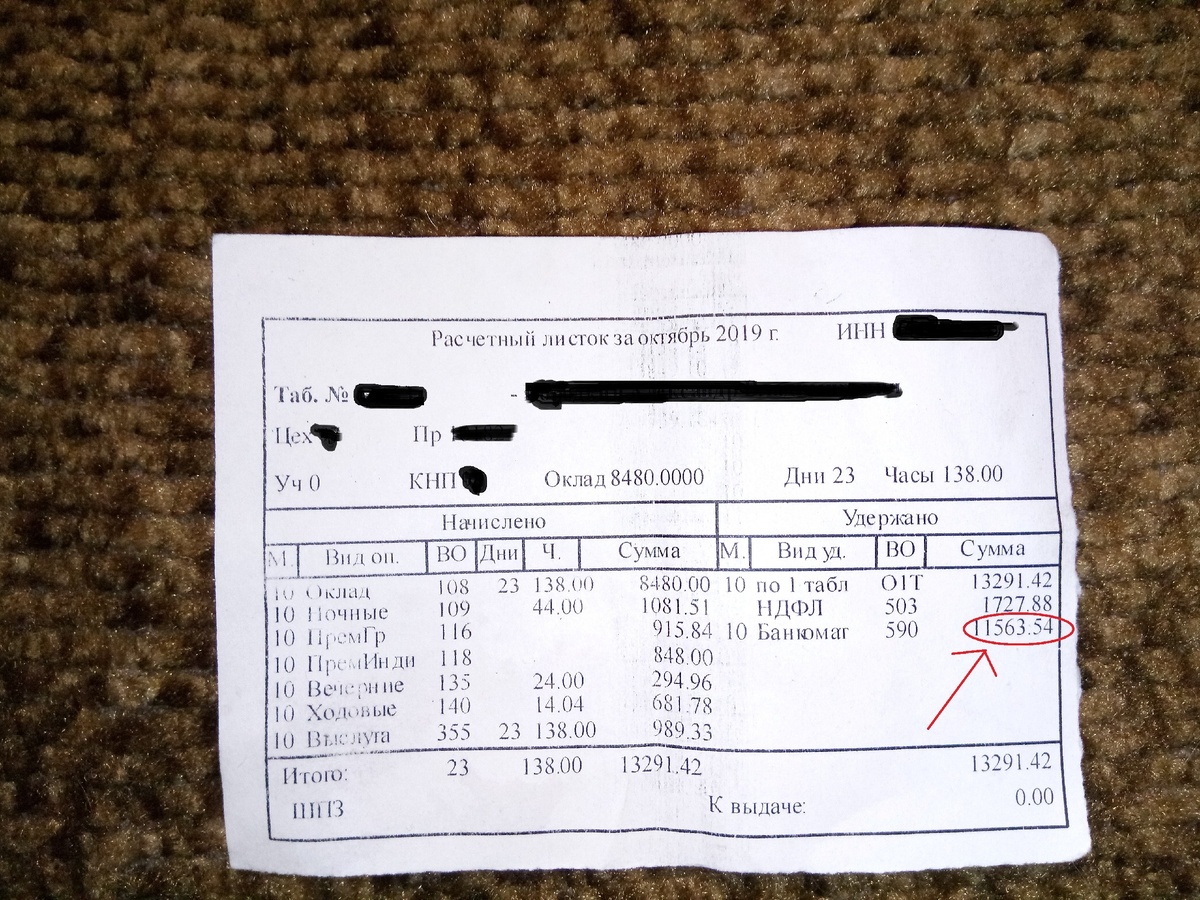 Расчетный листок за октябрь 2019 г. ИНН
Таб. № -
Цех Пр
Уч 0 КНП Оклад 8480.0000 Дни 23 Часы 138.00
Начислено Удержано
М. Вид оп. ВО Дни Ч. Сумма М. Вид уд. ВО Сумма
10 Оклад 108 23 138.00 8480.00 10 по 1 табл О1Т 13291.42
10 Ночные 109 44.00 1081.51 НДФЛ 503 1727.88
10 ПремГр 116 915.84 10 Банкомат 590 11563.54
10 ПремИнди 118 848.00
10 Вечерние 135 24.00 294.96
10 Ходовые 140 14.04 681.78
10 Выслуга 355 23 138.00 989.33
Итого: 23 138.00 13291.42 13291.42
К выдаче: 0.00